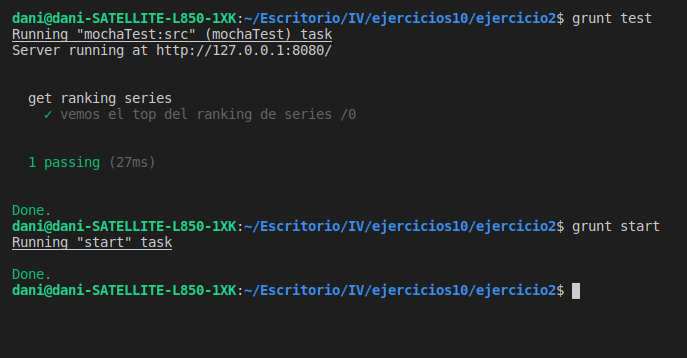 dani@dani-SATELLITE-L850-1XK:~/Escritorio/IV/ejercicios10/ejercicio2$ grunt test
Running "mochaTest:src" (mochaTest) task
Server running at http://127.0.0.1:8080/
get ranking series
✓ vemos el top del ranking de series /0
1 passing (27ms)
Done.
dani@dani-SATELLITE-L850-1XK:~/Escritorio/IV/ejercicios10/ejercicio2$ grunt start
Running "start" task
Done.
dani@dani-SATELLITE-L850-1XK:~/Escritorio/IV/ejercicios10/ejercicio2$